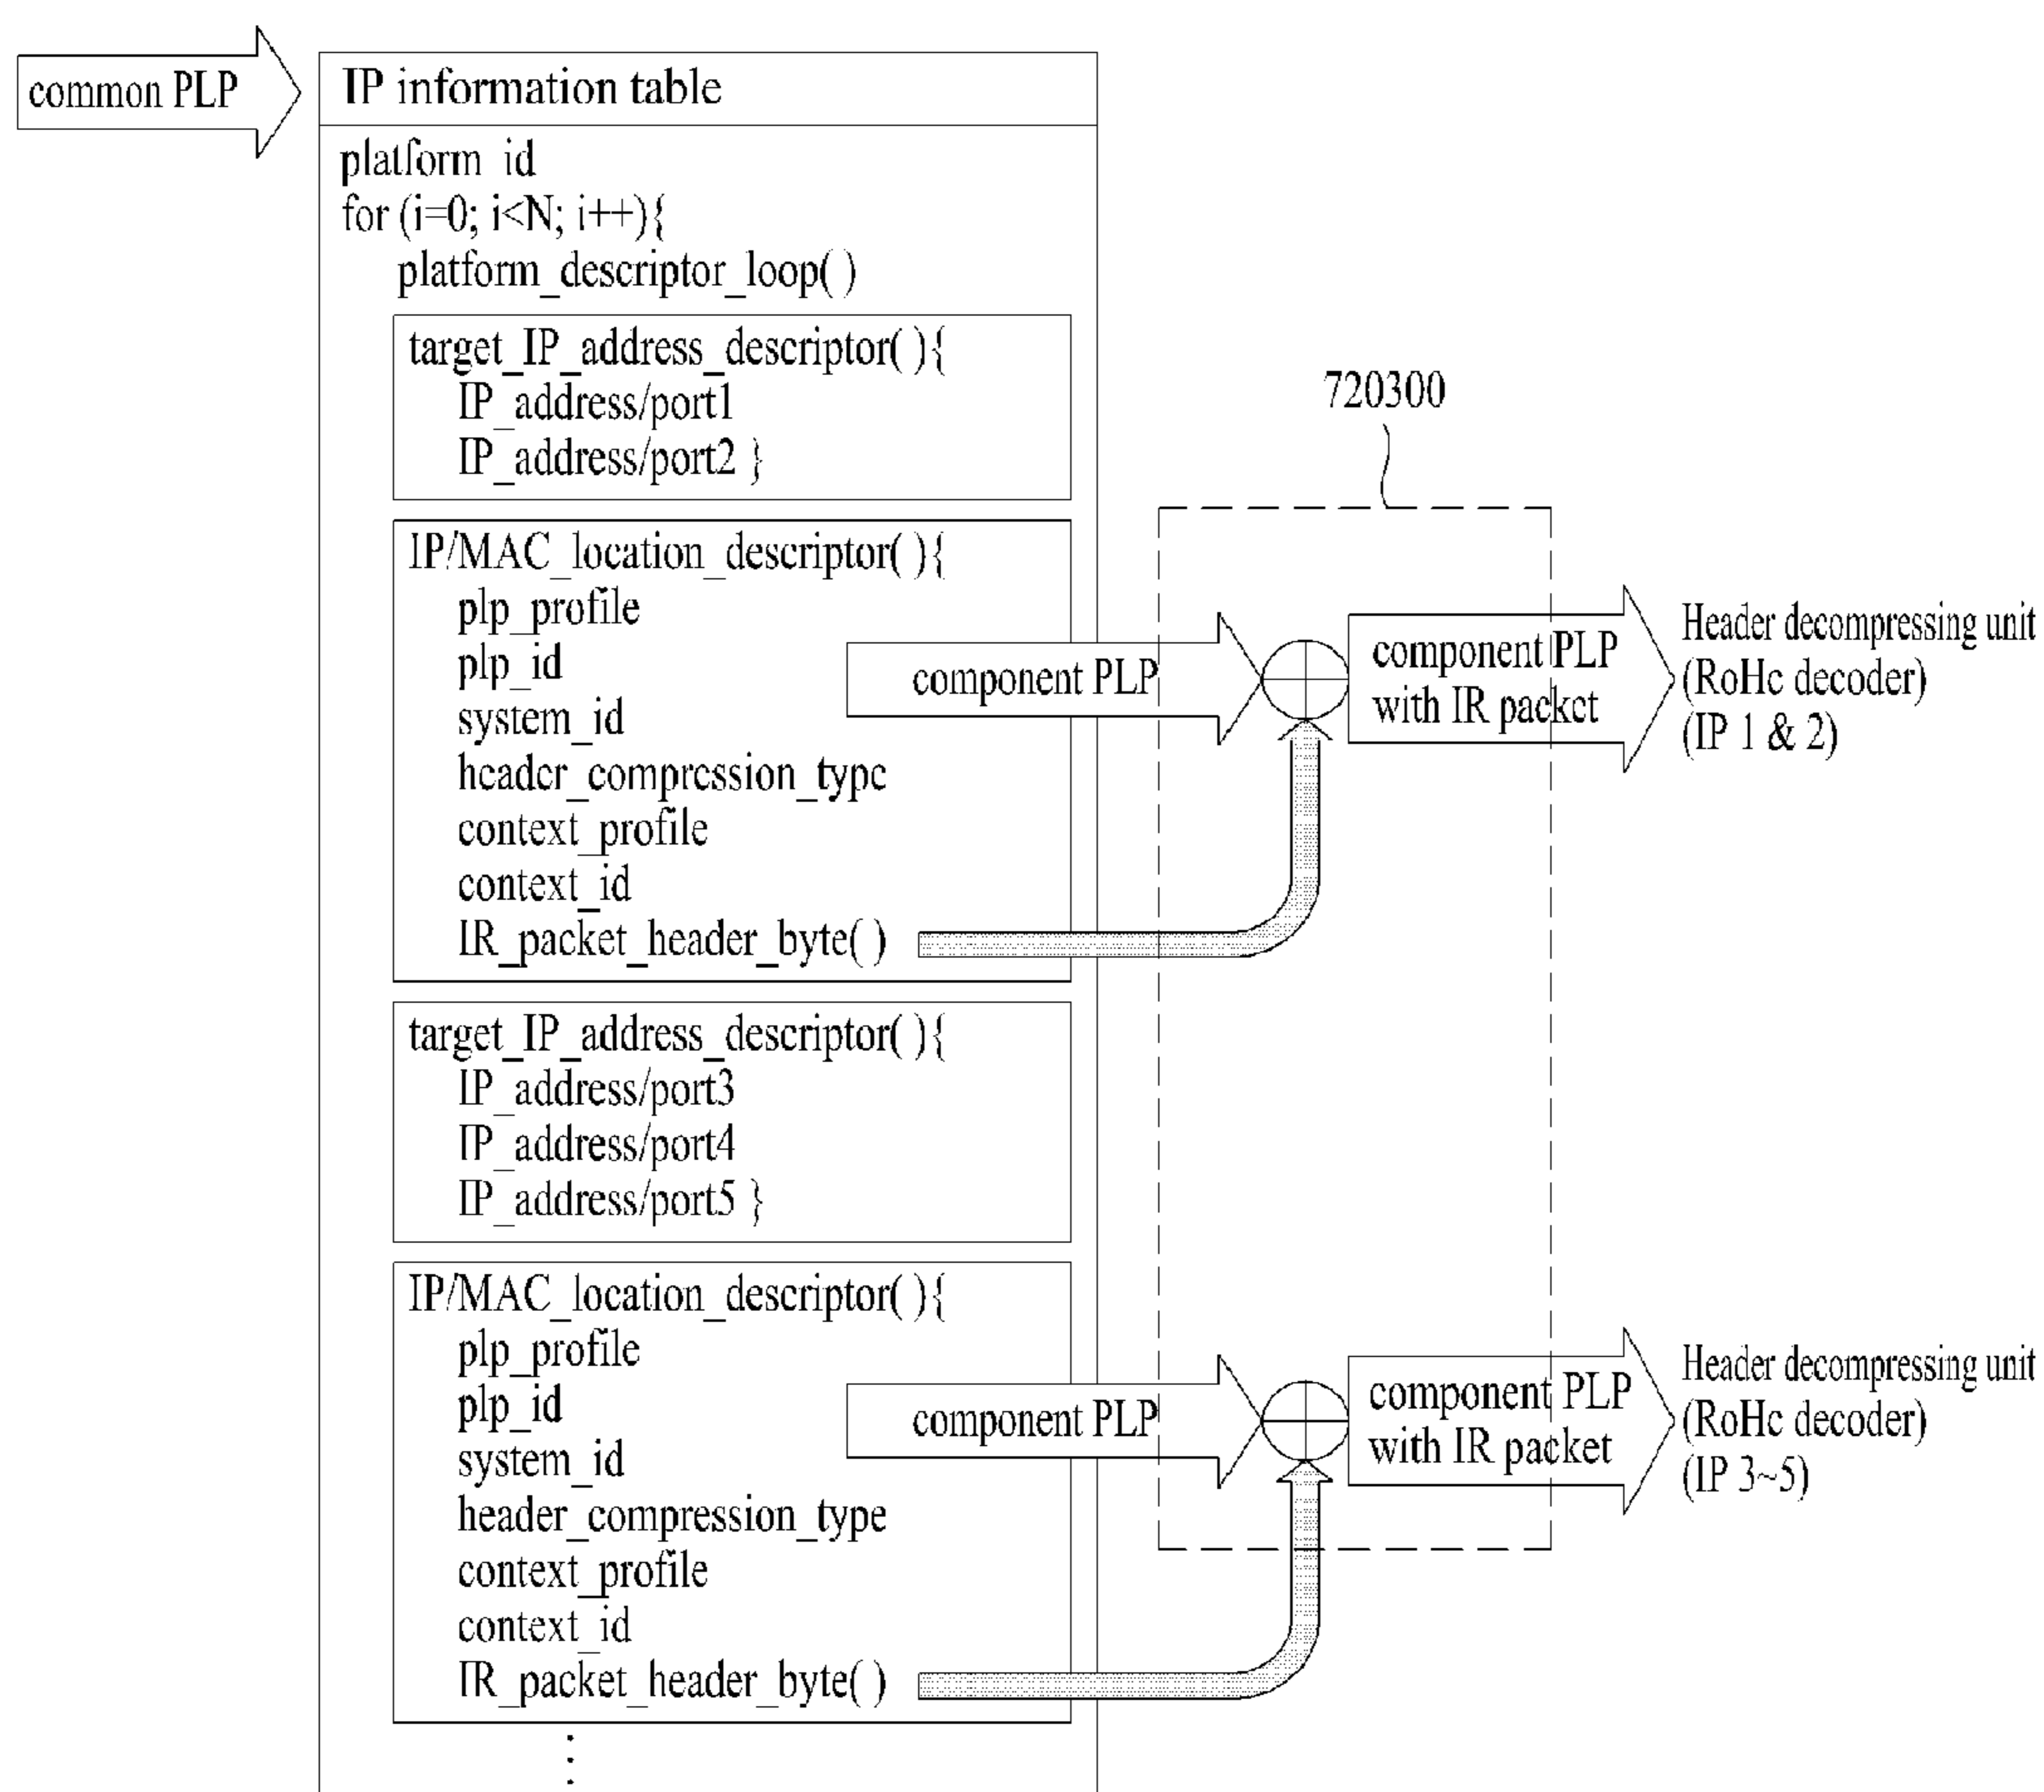 common PLP
IP information table
platform_id
for (i=0; i<N; i++){
platform_descriptor_loop( )
target_IP_address_descriptor( ){
IP_address/port1
IP_address/port2 }
IP/MAC_location_descriptor( ){
plp_profile
plp_id
system_id
header_compression_type
context_profile
context_id
IR_packet_header_byte( )
target_IP_address_descriptor( ){
IP_address/port3
IP_address/port4
IP_address/port5 }
IP/MAC_location_descriptor( ){
plp_profile
plp_id
system_id
header_compression_type
context_profile
context_id
IR_packet_header_byte( )
720300
component PLP
component PLP
with IR packet
Header decompressing unit
(RoHc decoder)
(IP 1 & 2)
component PLP
component PLP
with IR packet
Header decompressing unit
(RoHc decoder)
(IP 3~5)